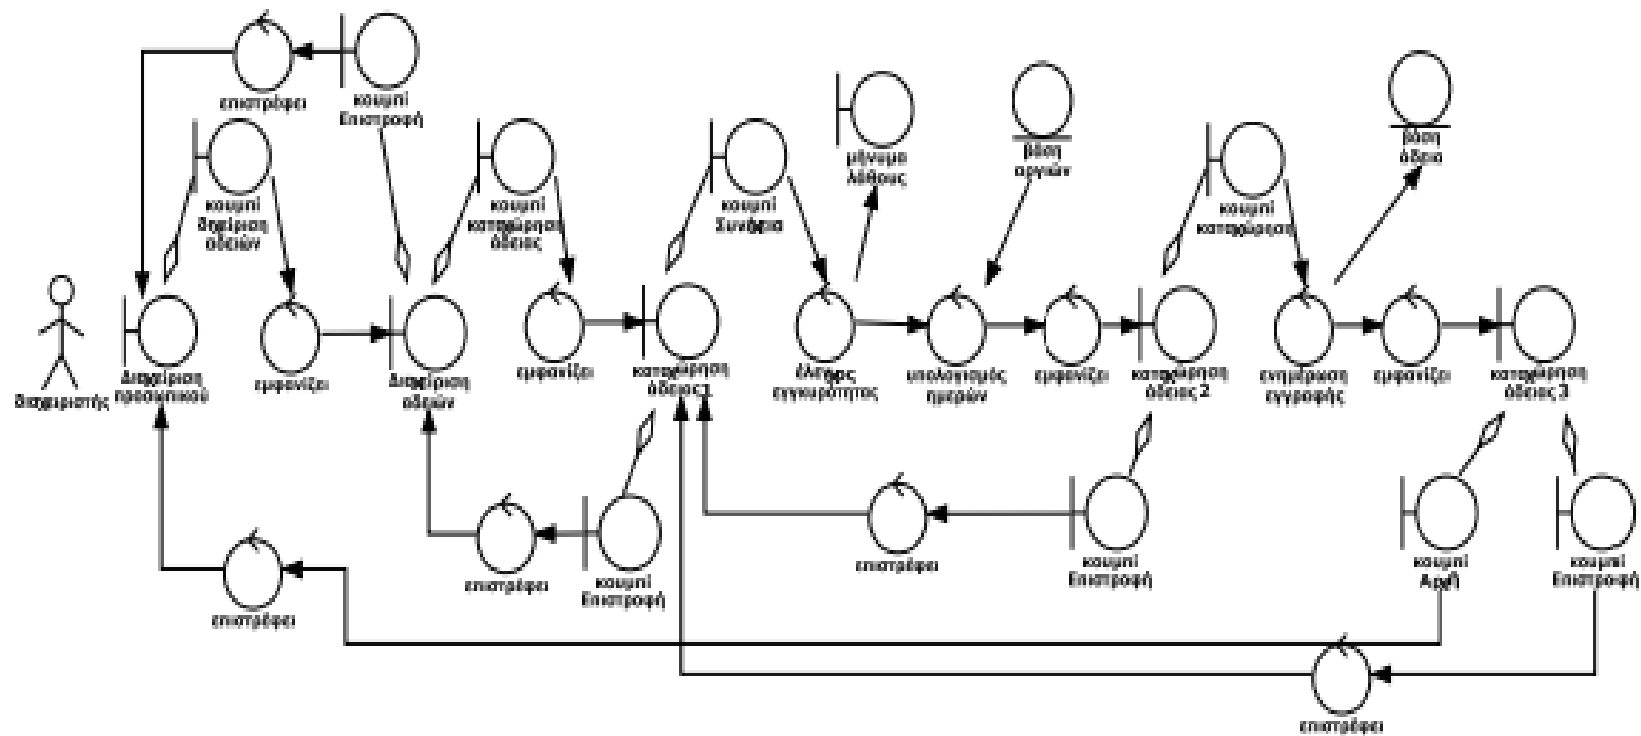 επιστρέφει
κουμπί
Επιστροφή
κουμπί
διαχείριση
αδειών
κουμπί
καταχώρηση
άδειας
κουμπί
Συνέχεια
μήνυμα
λάθους
βάση
αργιών
κουμπί
καταχώρηση
βάση
άδεια
διαχειριστής
Διαχείριση
προσωπικού
εμφανίζει
Διαχείριση
αδειών
εμφανίζει
καταχώρηση
άδειας 1
έλεγχος
εγκυρότητας
υπολογισμός
ημερών
εμφανίζει
καταχώρηση
άδειας 2
ενημέρωση
εγγραφής
εμφανίζει
καταχώρηση
άδειας 3
επιστρέφει
επιστρέφει
κουμπί
Επιστροφή
επιστρέφει
κουμπί
Επιστροφή
κουμπί
Αρχή
κουμπί
Επιστροφή
επιστρέφει